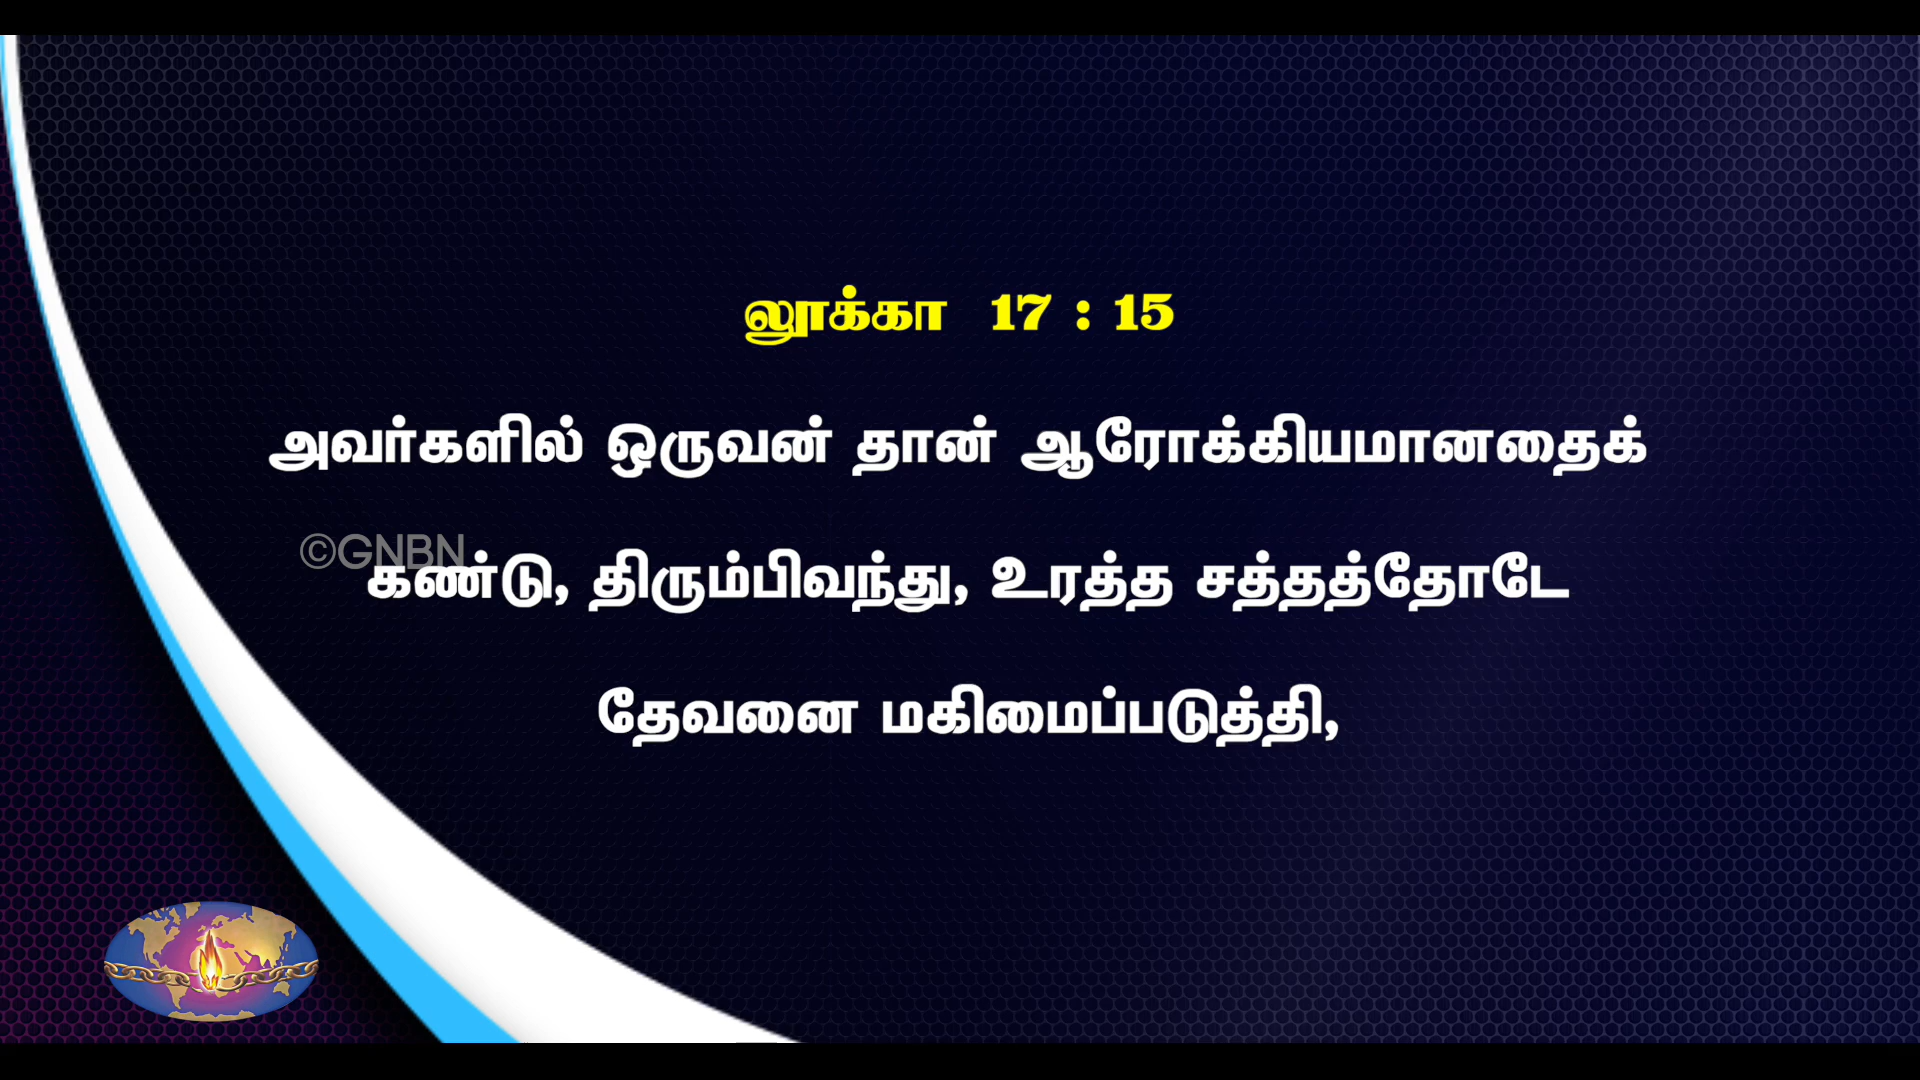 லூக்கா 17 : 15
அவர்களில் ஒருவன் தான் ஆரோக்கியமானதைக்
©GNBN
கண்டு, திரும்பிவந்து, உரத்த சத்தத்தோடே
தேவனை மகிமைப்படுத்தி,